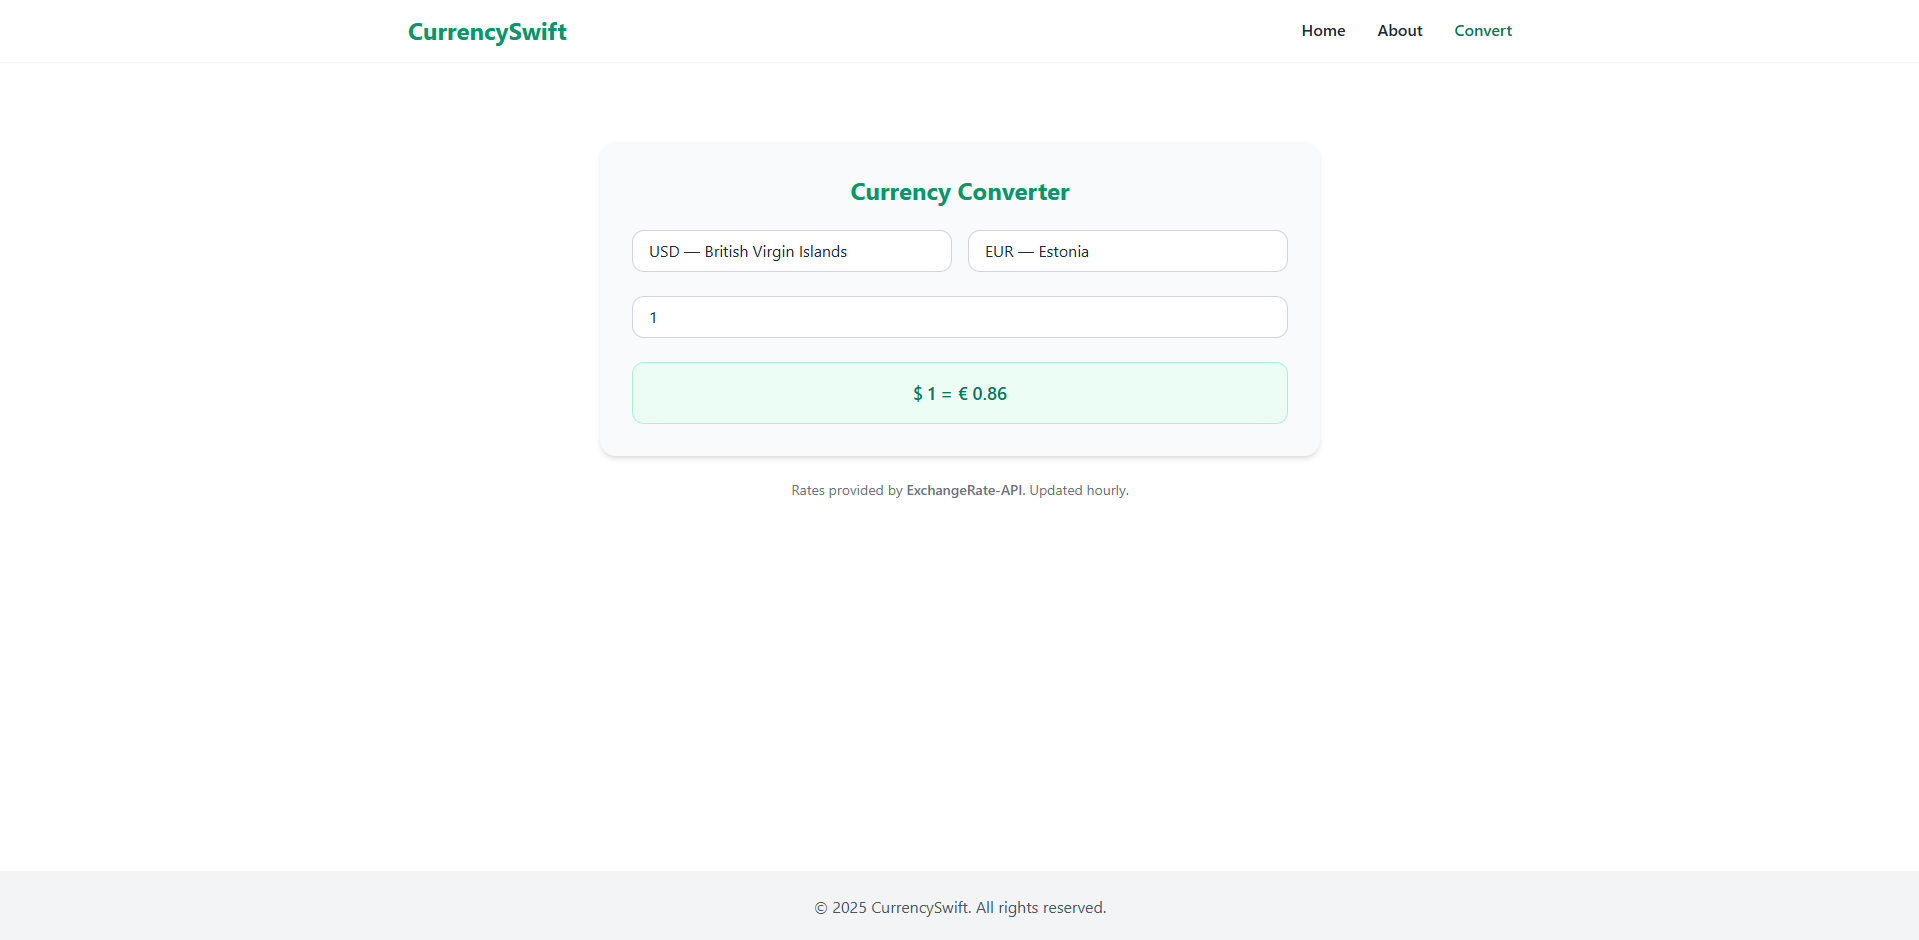 CurrencySwift
Home About Convert
Currency Converter
USD — British Virgin Islands
EUR — Estonia
1
$ 1 = € 0.86
Rates provided by ExchangeRate-API. Updated hourly.
© 2025 CurrencySwift. All rights reserved.